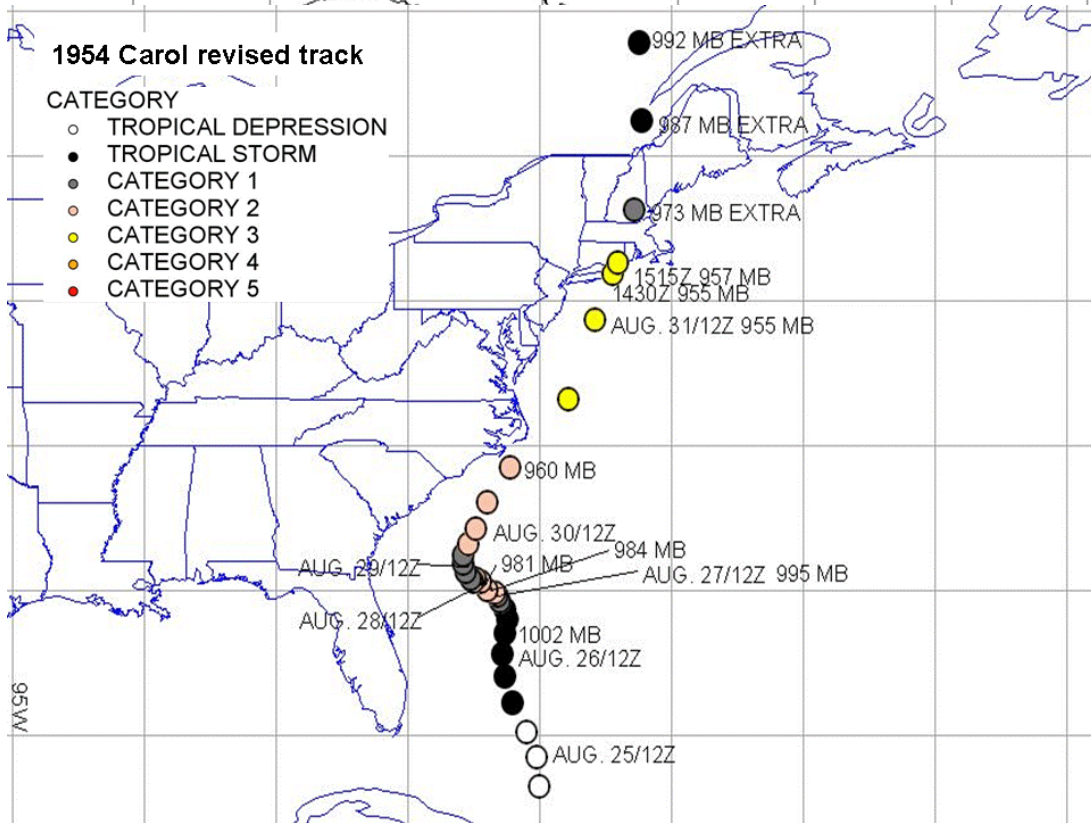 1954 Carol revised track
CATEGORY
TROPICAL DEPRESSION
TROPICAL STORM
CATEGORY 1
CATEGORY 2
CATEGORY 3
CATEGORY 4
CATEGORY 5
992 MB EXTRA
987 MB EXTRA
973 MB EXTRA
1515Z 957 MB
1430Z 955 MB
AUG. 31/12Z 955 MB
960 MB
AUG. 30/12Z
984 MB
981 MB
AUG. 29/12Z
AUG. 27/12Z 995 MB
AUG. 28/12Z
1002 MB
AUG. 26/12Z
95W
AUG. 25/12Z